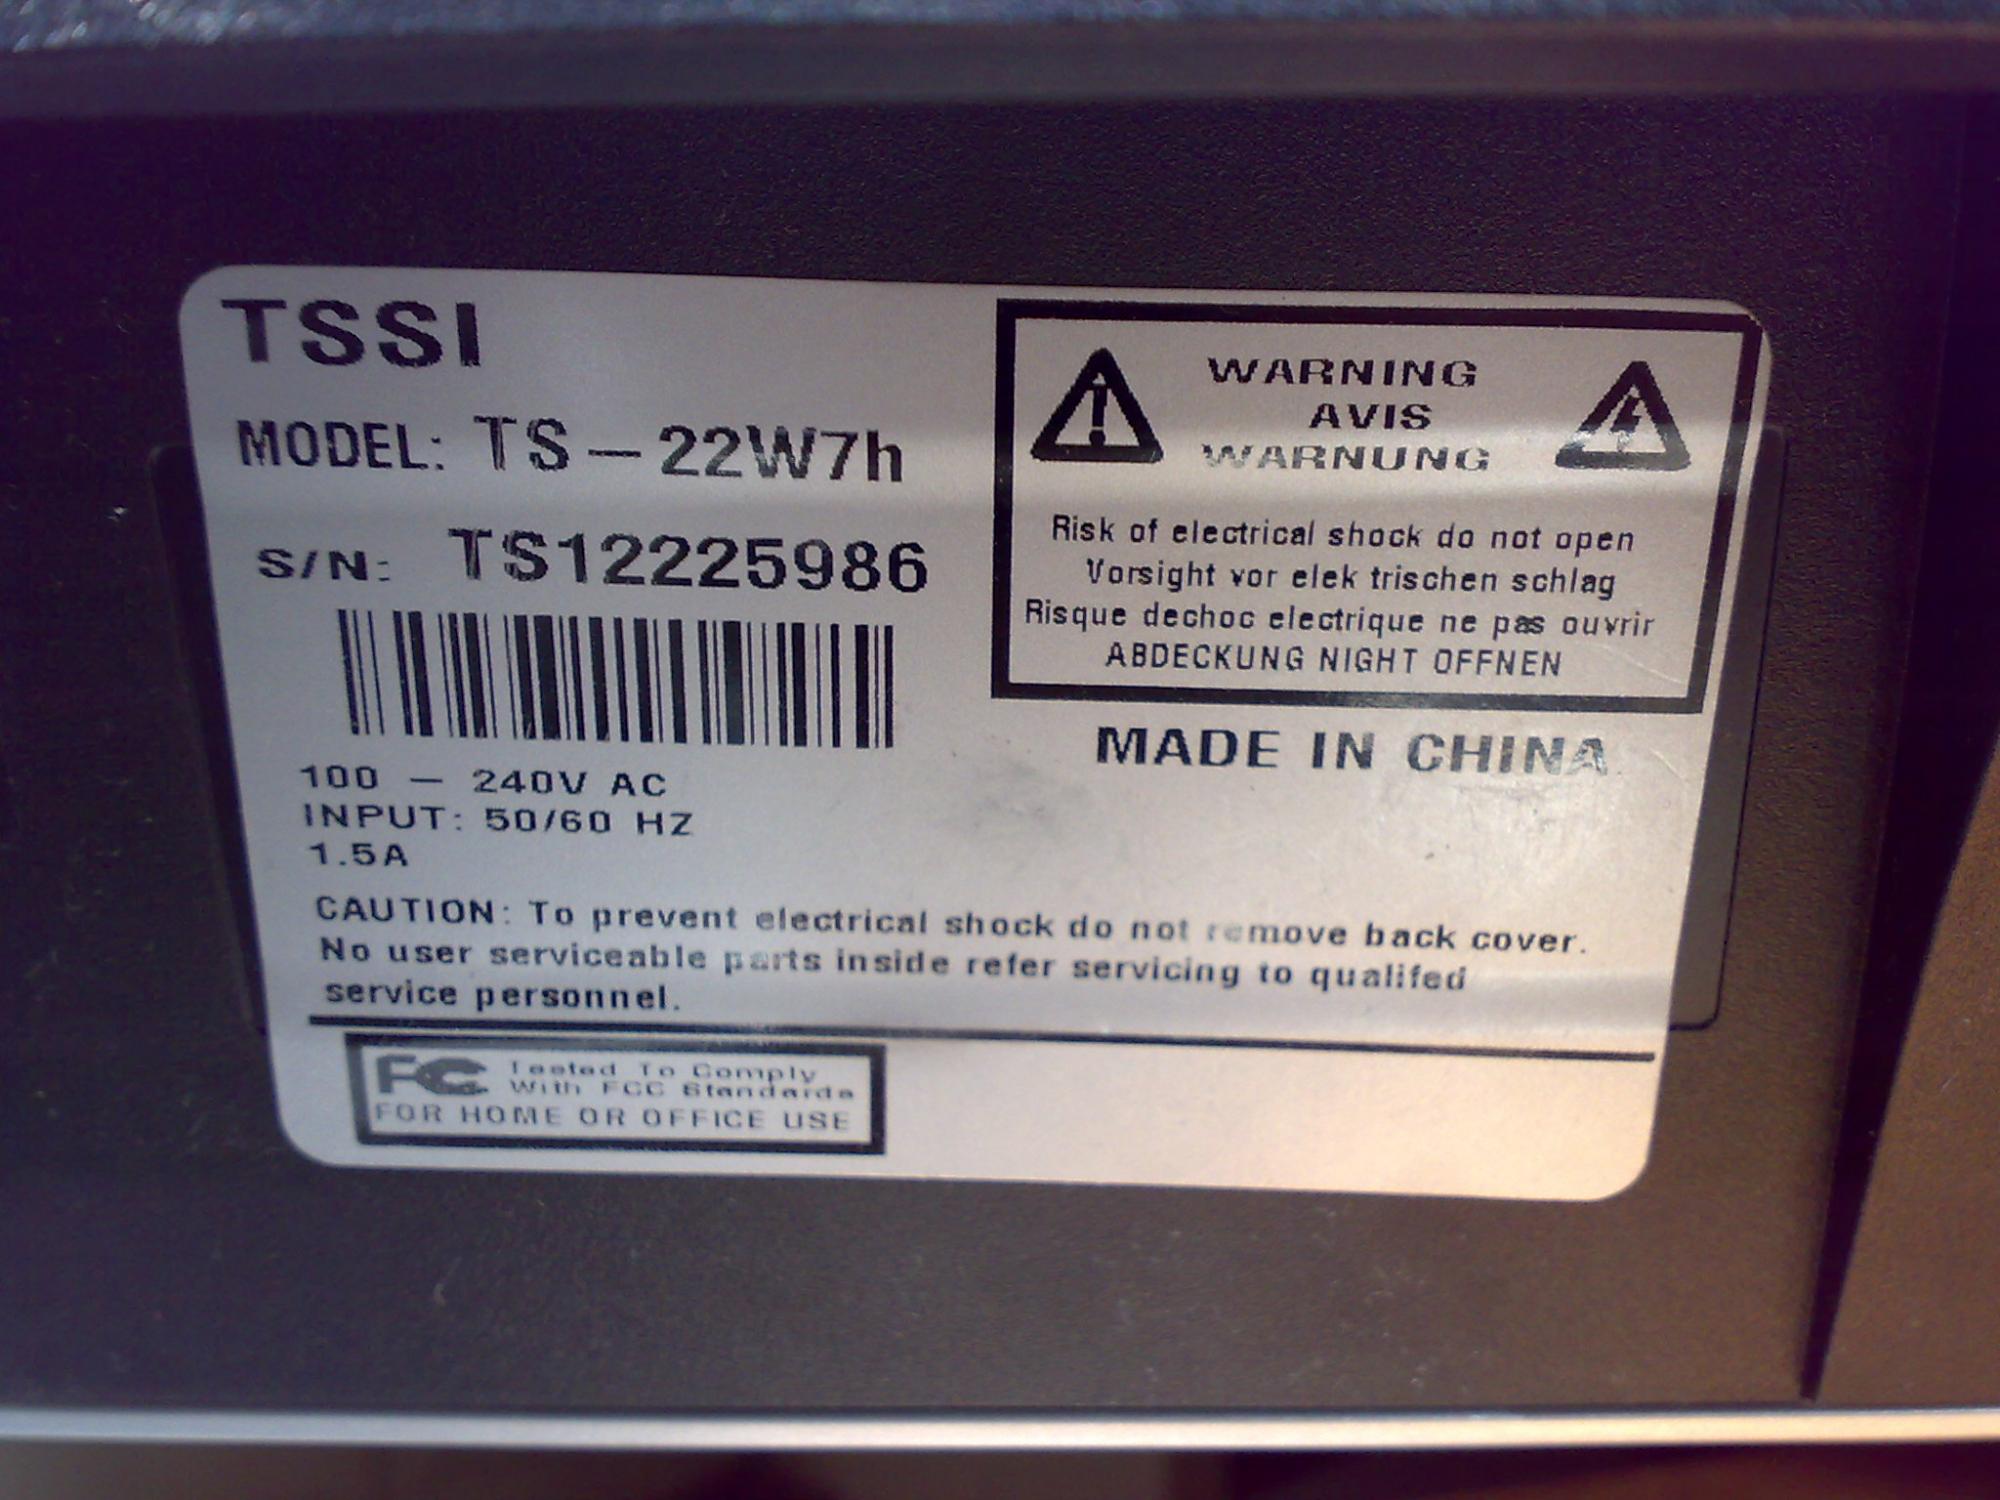 TSSI
MODEL: TS-22W7h
S/N: TS12225986
100 - 240V AC
INPUT: 50/60 HZ
1.5A
WARNING
AVIS
WARNUNG
Risk of electrical shock do not open
Vorsight vor elek trischen schlag
Risque dechoc electrique ne pas ouvrir
ABDECKUNG NIGHT OFFNEN
MADE IN CHINA
CAUTION: To prevent electrical shock do not remove back cover.
No user serviceable parts inside refer servicing to qualifed
service personnel.
FC Tested To Comply
With FCC Standards
FOR HOME OR OFFICE USE